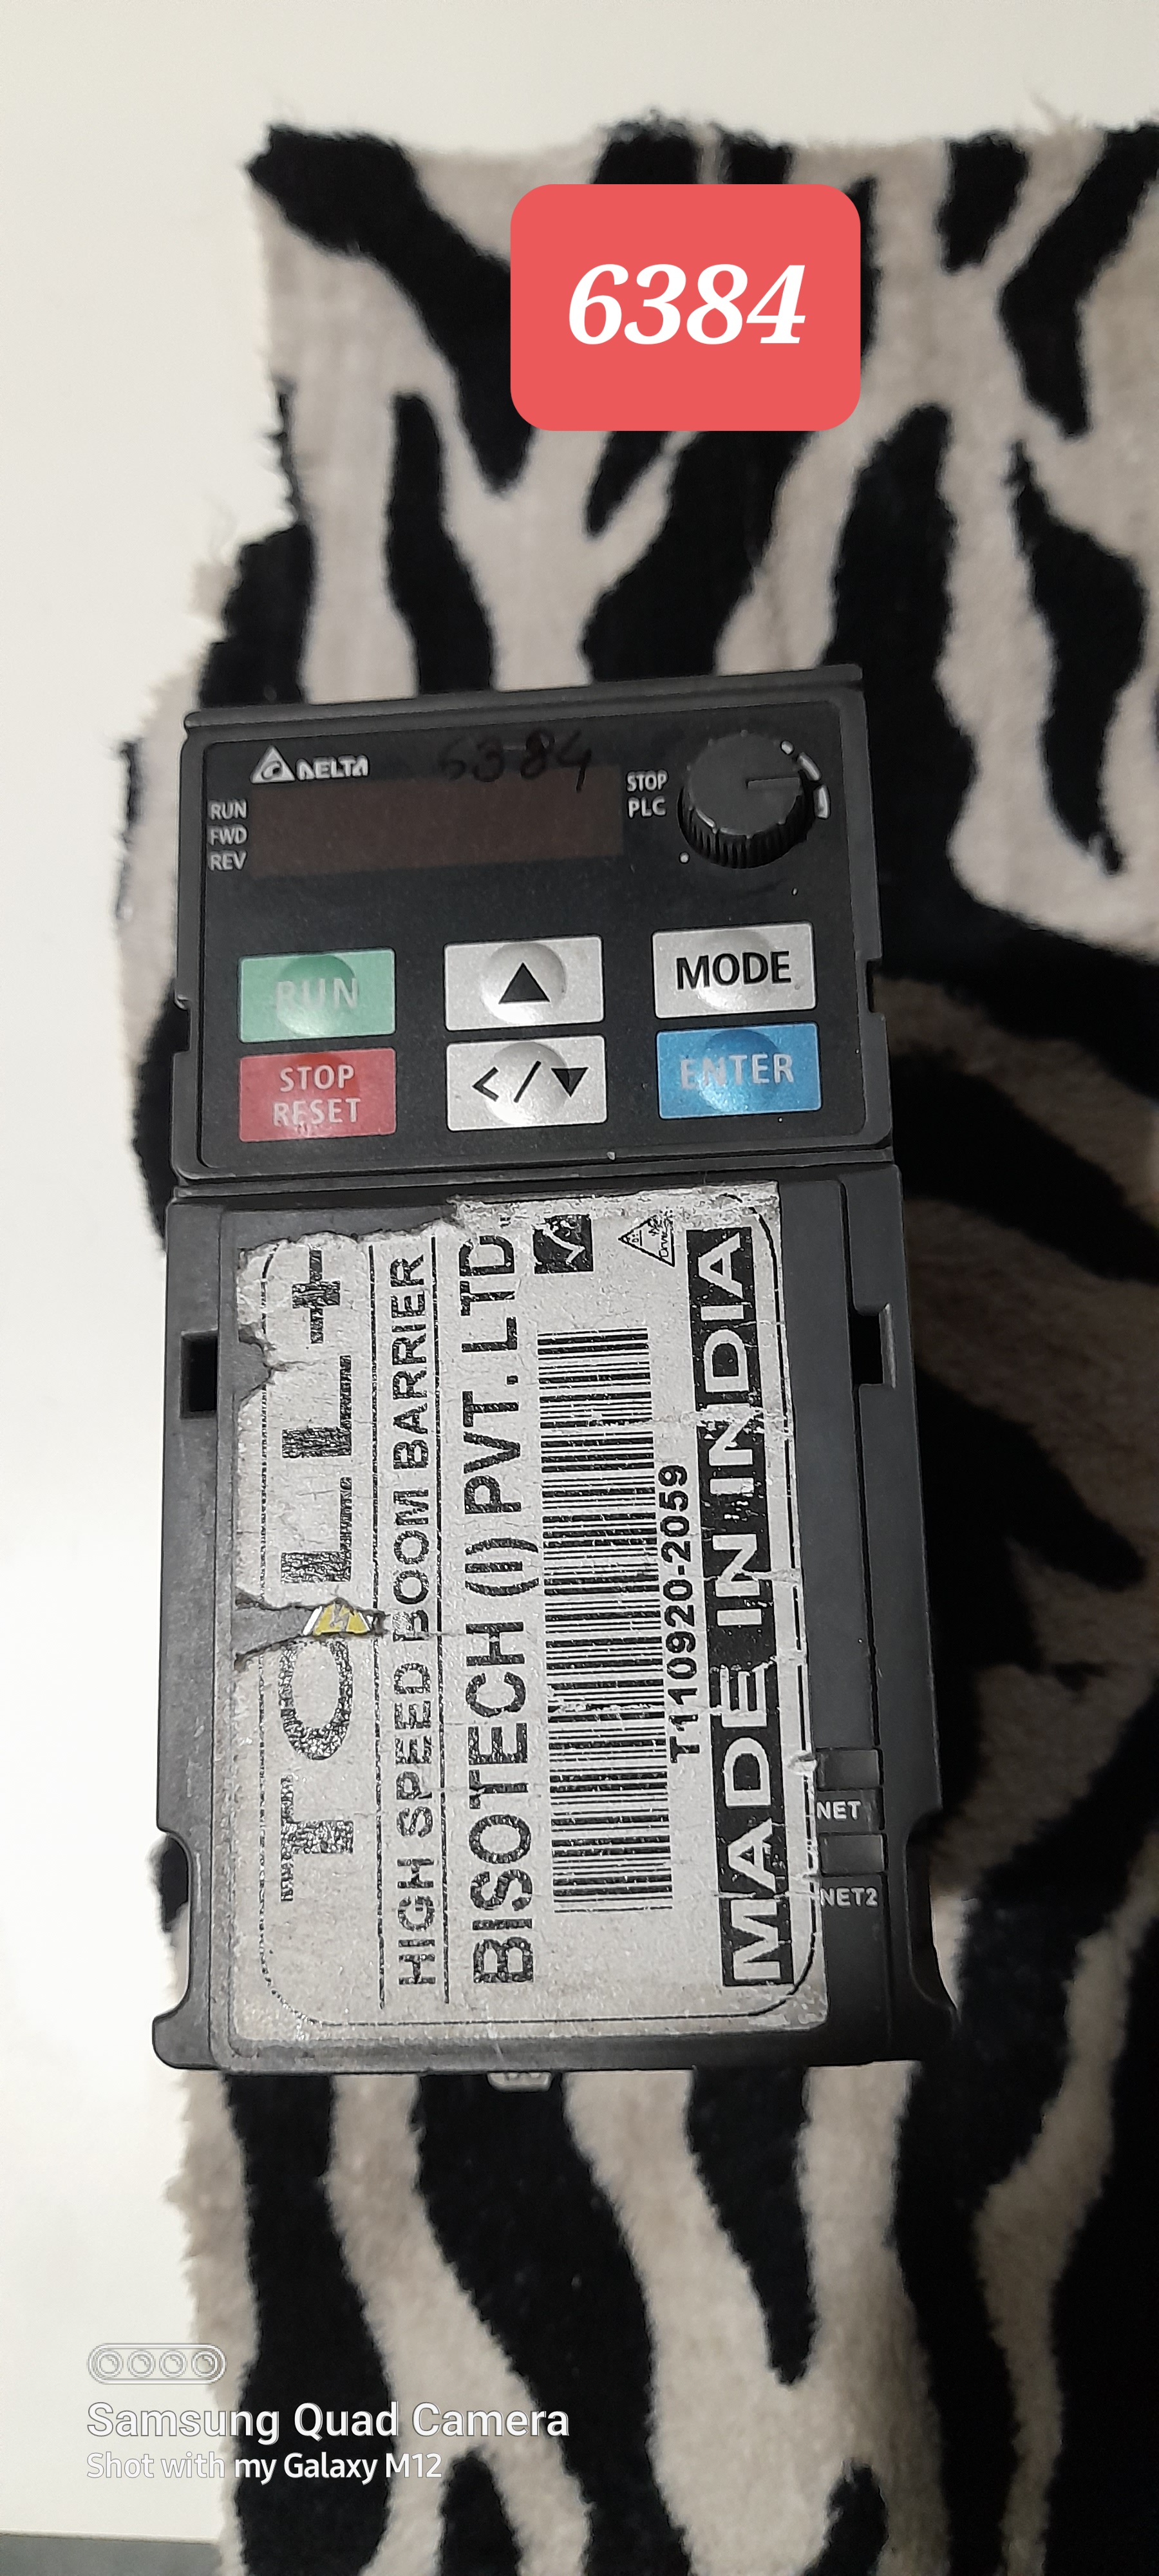 6384
DELTA
6384
RUN
FWD
REV
STOP
PLC
RUN
MODE
STOP
RESET
</
ENTER
TOLL+
HIGH SPEED BOOM BARRIER
BISOTECH (I) PVT. LTD
T110920-2059
MADE IN INDIA
NET
NET2
Samsung Quad Camera
Shot with my Galaxy M12